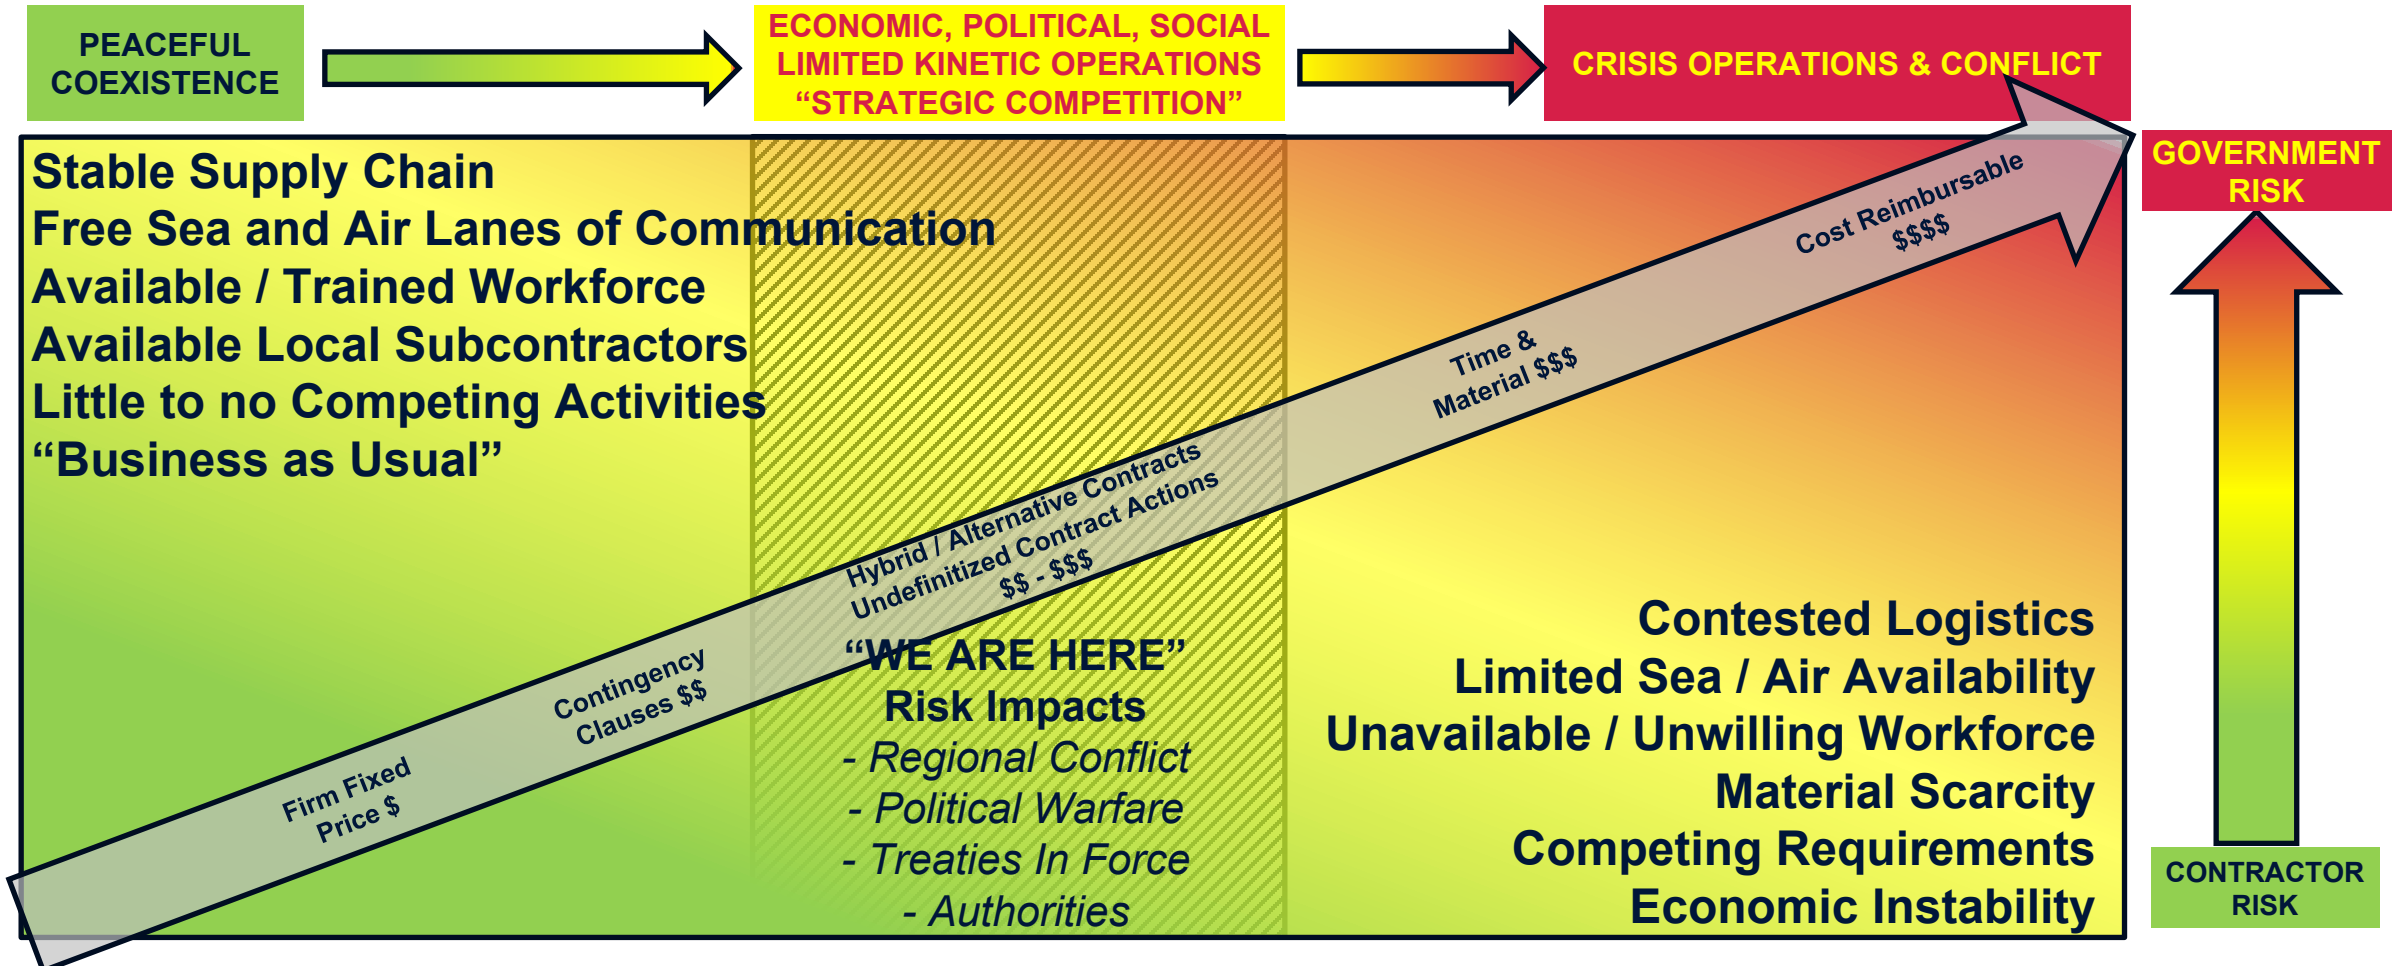 PEACEFUL
COEXISTENCE
ECONOMIC, POLITICAL, SOCIAL
LIMITED KINETIC OPERATIONS
“STRATEGIC COMPETITION”
CRISIS OPERATIONS & CONFLICT
GOVERNMENT
RISK
Stable Supply Chain
Free Sea and Air Lanes of Communication
Available / Trained Workforce
Available Local Subcontractors
Little to no Competing Activities
“Business as Usual”
Firm Fixed
Price $
Contingency
Clauses $$
Hybrid / Alternative Contracts
Undefinitized Contract Actions
$$ - $$$
Time &
Material $$$
Cost Reimbursable
$$$$
“WE ARE HERE”
Risk Impacts
- Regional Conflict
- Political Warfare
- Treaties In Force
- Authorities
Contested Logistics
Limited Sea / Air Availability
Unavailable / Unwilling Workforce
Material Scarcity
Competing Requirements
Economic Instability
CONTRACTOR
RISK